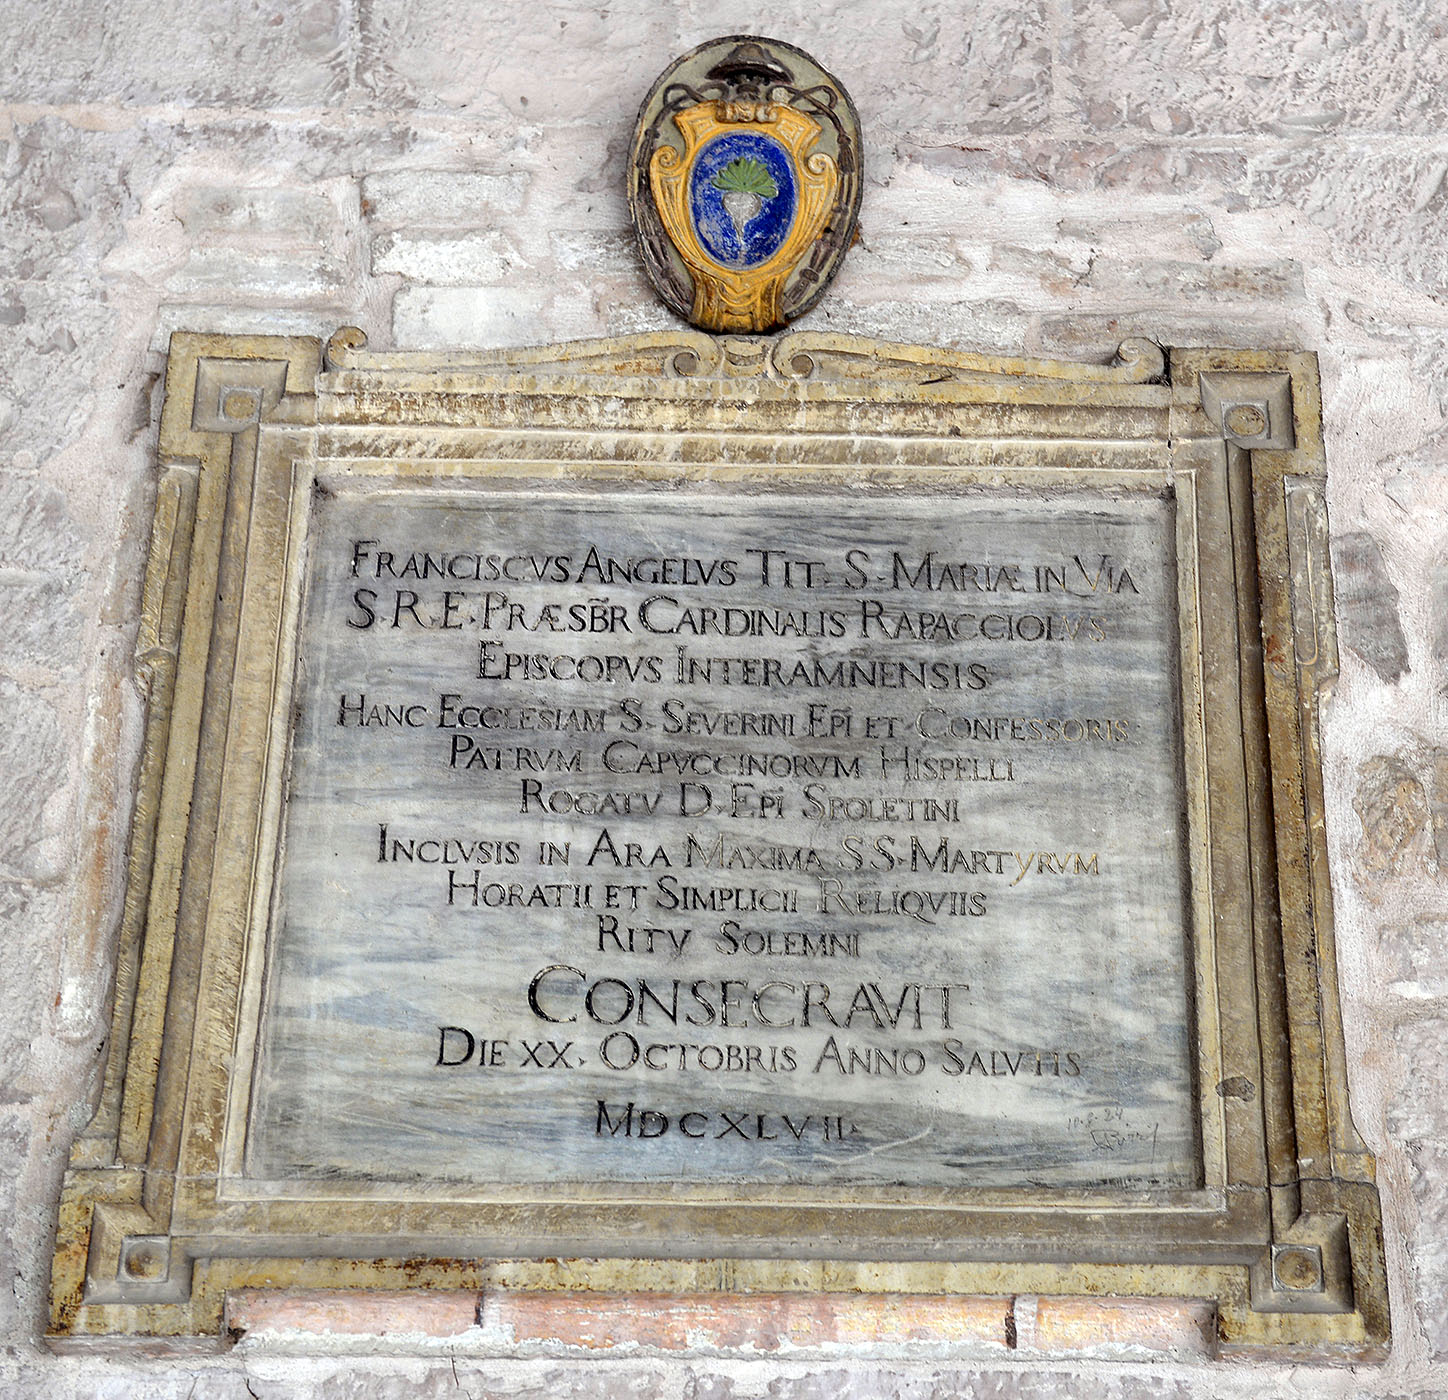 FRANCISCVS ANGELVS TIT. S. MARIÆ IN VIA
S.R.E. PRÆSBR̃ CARDINALIS RAPACCIOLVS
EPISCOPVS INTERAMNENSIS
HANC ECCLESIAM S. SEVERINI EPĨ ET CONFESSORIS
PATRVM CAPVCCINORVM HISPELLI
ROGATV D. EPĨ SPOLETINI
INCLVSIS IN ARA MAXIMA SS. MARTYRVM
HORATII ET SIMPLICII RELIQVIIS
RITV SOLEMNI
CONSECRAVIT
DIE XX. OCTOBRIS ANNO SALVTIS
MDCXLVII